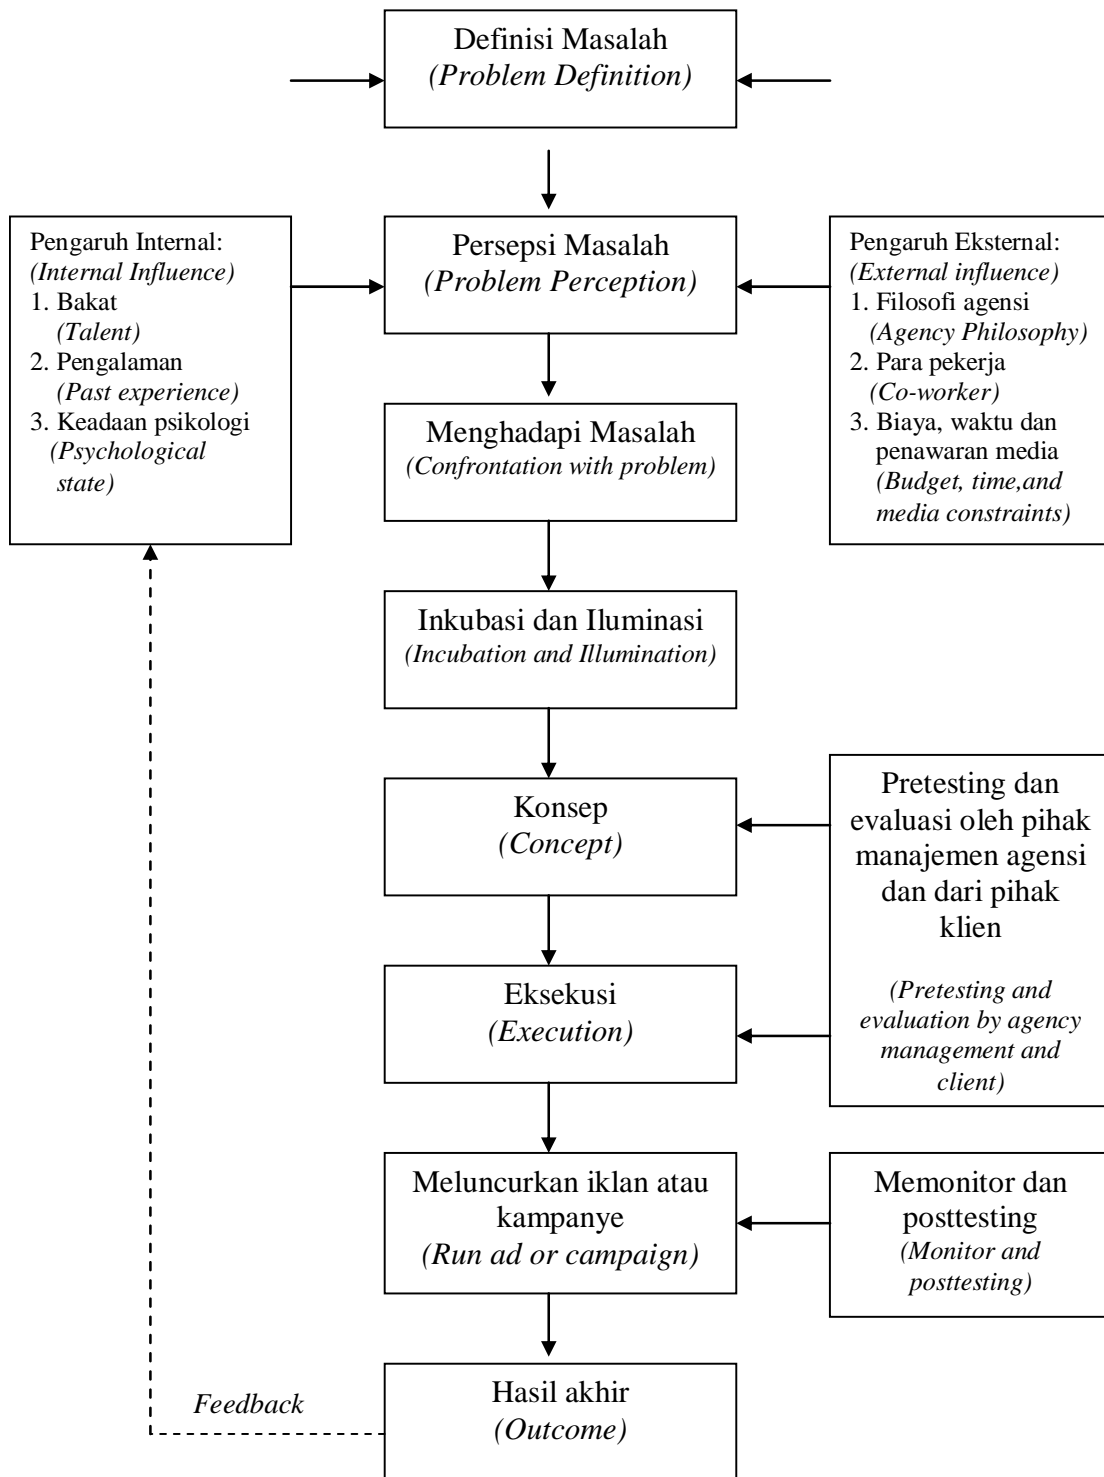 Definisi Masalah
(Problem Definition)
Pengaruh Internal:
(Internal Influence)
1. Bakat
(Talent)
2. Pengalaman
(Past experience)
3. Keadaan psikologi
(Psychological
state)
Persepsi Masalah
(Problem Perception)
Pengaruh Eksternal:
(External influence)
1. Filosofi agensi
(Agency Philosophy)
2. Para pekerja
(Co-worker)
3. Biaya, waktu dan
penawaran media
(Budget, time,and
media constraints)
Menghadapi Masalah
(Confrontation with problem)
Inkubasi dan Iluminasi
(Incubation and Illumination)
Konsep
(Concept)
Pretesting dan
evaluasi oleh pihak
manajemen agensi
dan dari pihak
klien
(Pretesting and
evaluation by agency
management and
client)
Eksekusi
(Execution)
Meluncurkan iklan atau
kampanye
(Run ad or campaign)
Memonitor dan
posttesting
(Monitor and
posttesting)
Feedback
Hasil akhir
(Outcome)